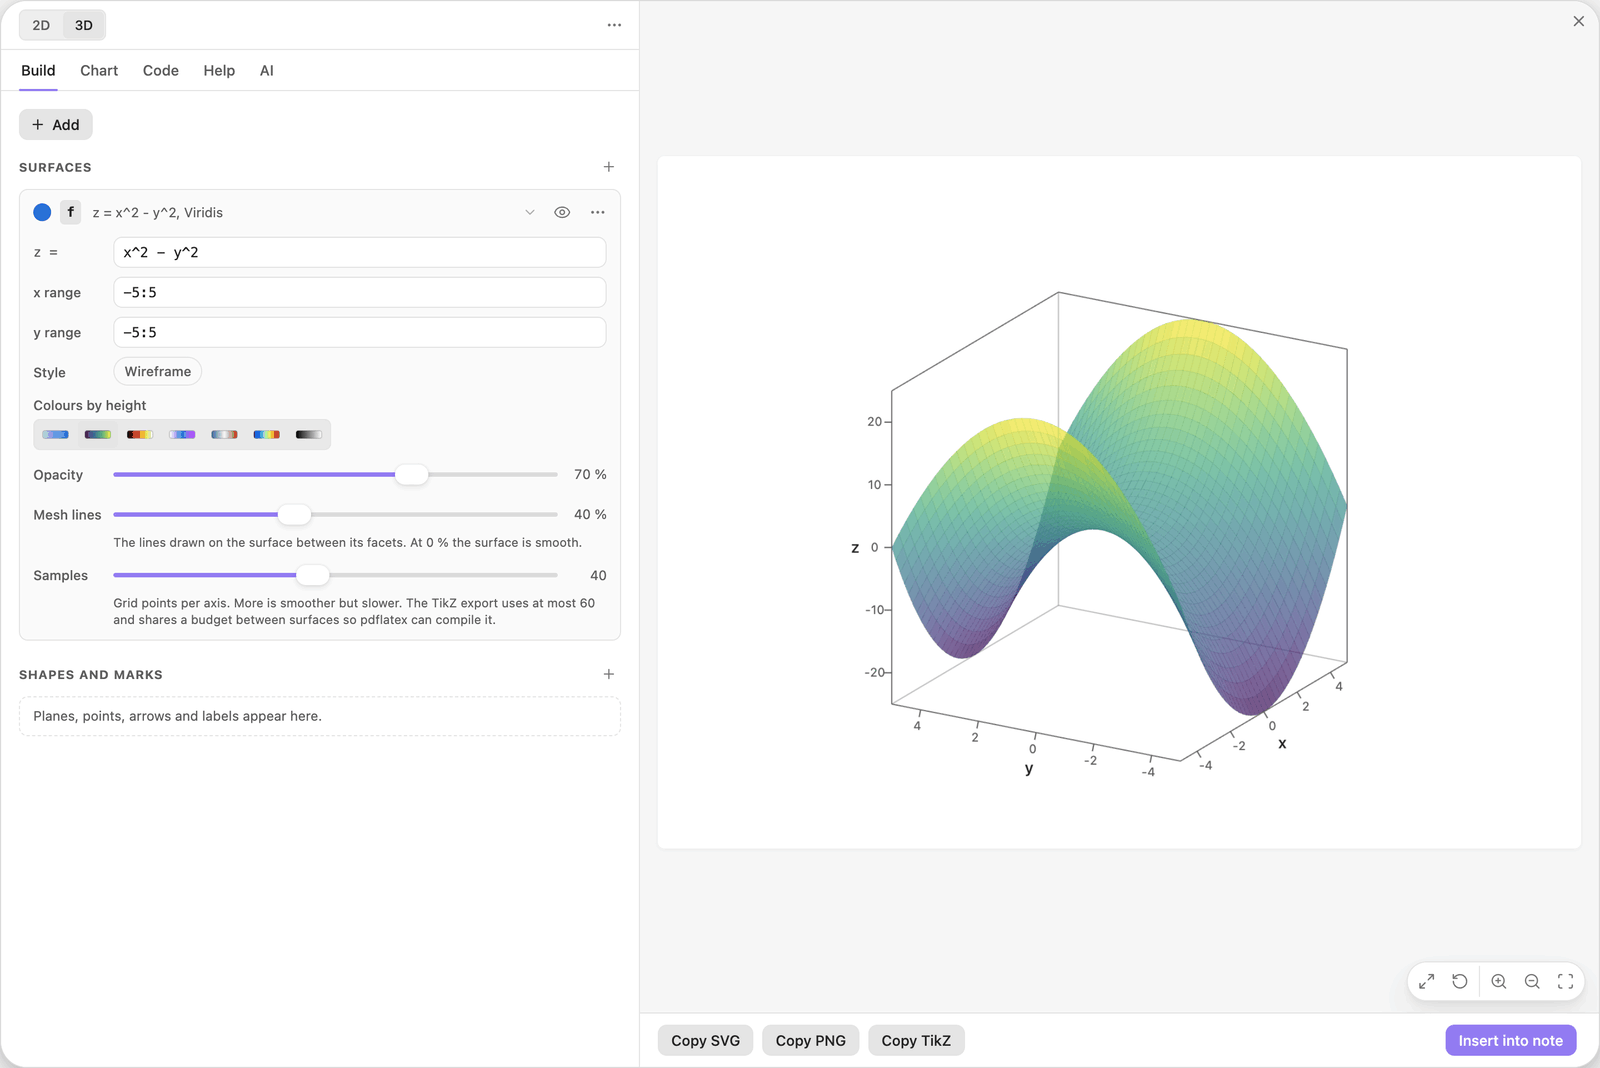 2D 3D
Build Chart Code Help AI
+ Add
SURFACES
f z = x^2 - y^2, Viridis
z = x^2 − y^2
x range −5:5
y range −5:5
Style Wireframe
Colours by height
Opacity 70 %
Mesh lines 40 %
The lines drawn on the surface between its facets. At 0 % the surface is smooth.
Samples 40
Grid points per axis. More is smoother but slower. The TikZ export uses at most 60
and shares a budget between surfaces so pdflatex can compile it.
SHAPES AND MARKS
Planes, points, arrows and labels appear here.
20
10
z 0
-10
-20
4 2 0 -2 -4
y
-4 -2 0 2 4
x
Copy SVG Copy PNG Copy TikZ Insert into note